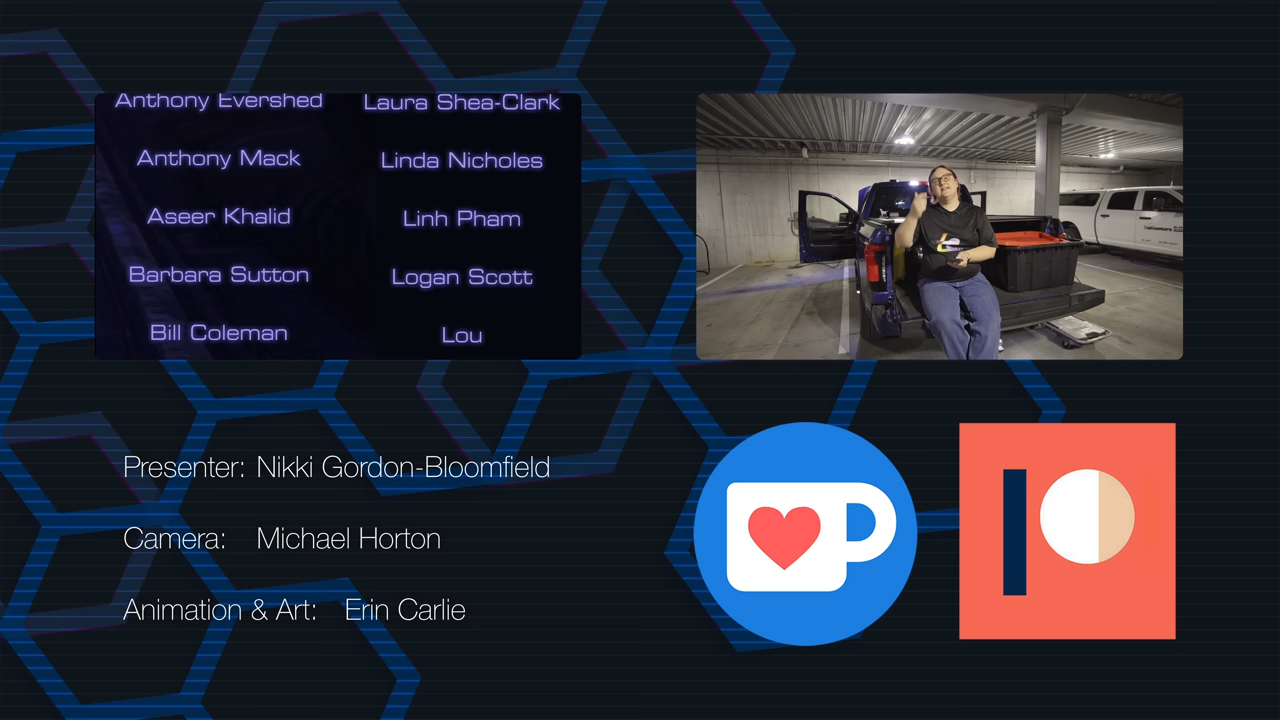 Anthony Evershed
Laura Shea-Clark
Anthony Mack
Linda Nicholes
Aseer Khalid
Linh Pham
Barbara Sutton
Logan Scott
Bill Coleman
Lou
Presenter: Nikki Gordon-Bloomfield
Camera: Michael Horton
Animation & Art: Erin Carlie